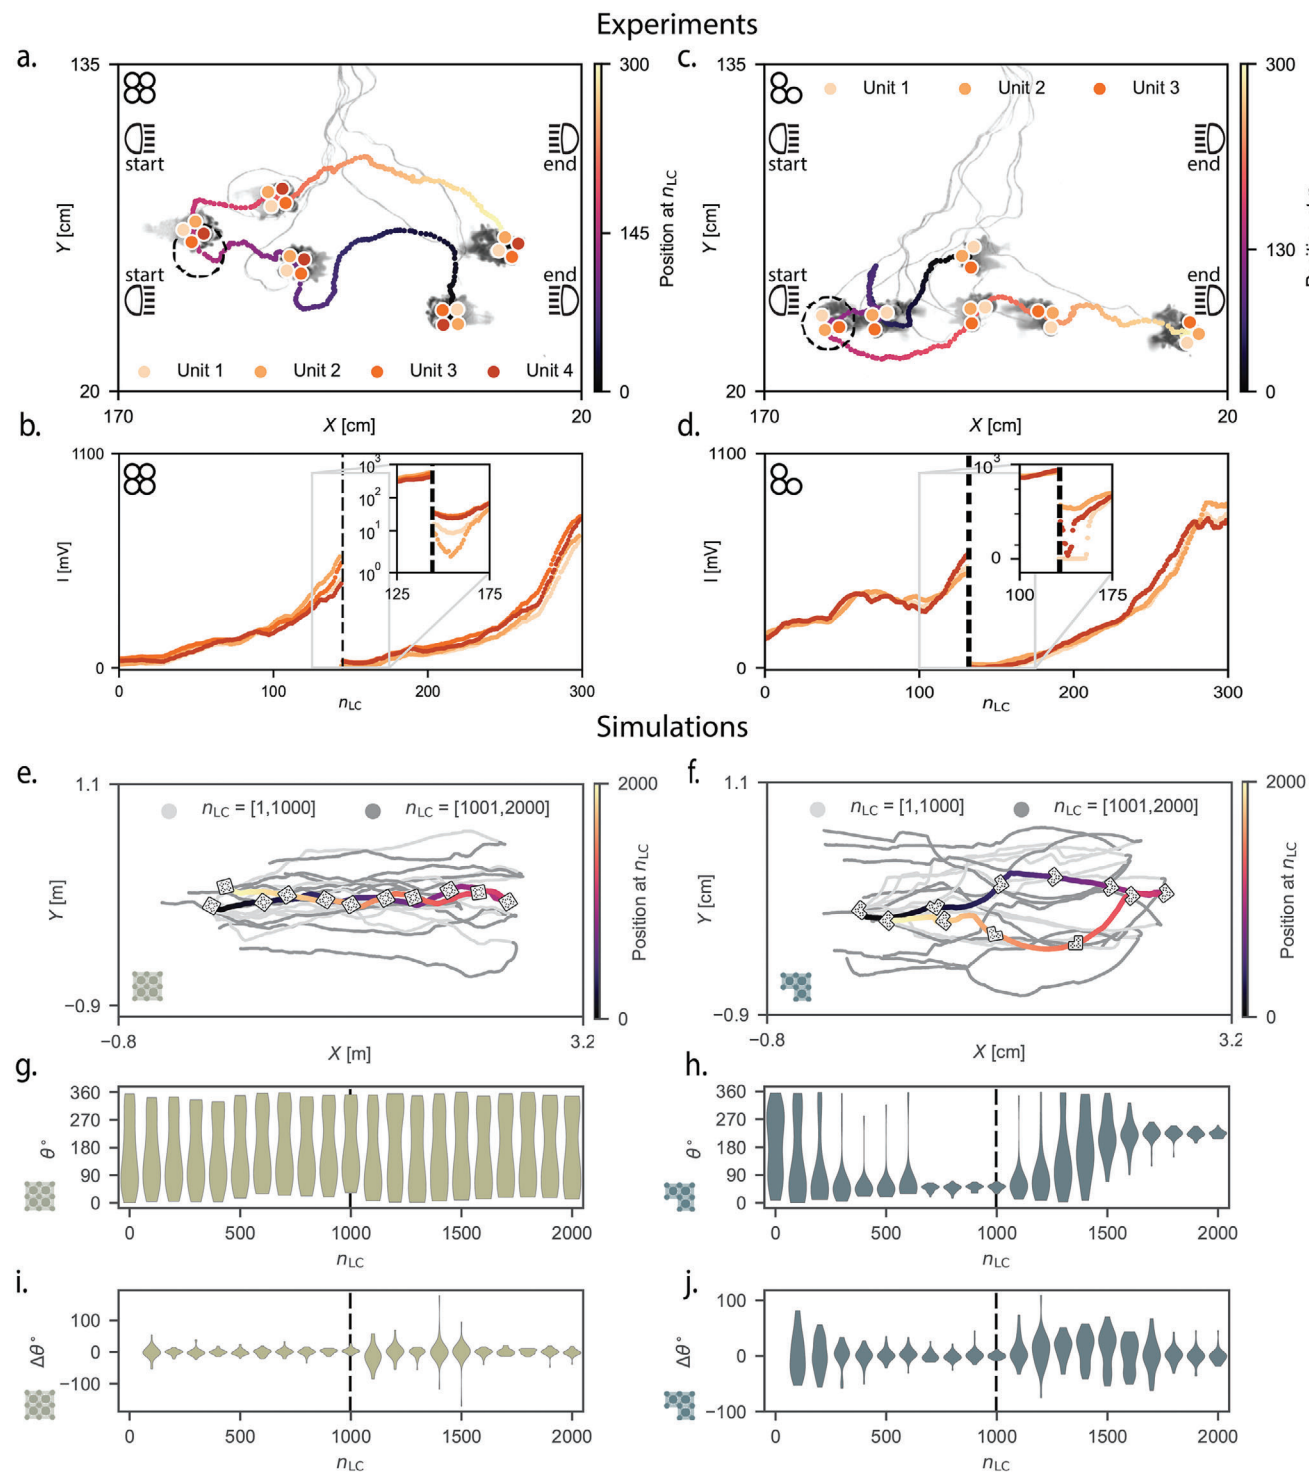 Experiments
a.
135
300
start
end
Y [cm]
145
Position at nLC
start
end
Unit 1 Unit 2 Unit 3 Unit 4
20
0
170
20
X [cm]
c.
135
300
Unit 1 Unit 2 Unit 3
start
end
Y [cm]
130
start
end
20
0
170
20
X [cm]
b.
1100
10³
10²
10¹
10⁰
125 175
I [mV]
0
0 100 200 300
nLC
d.
1100
10³
0
100 175
I [mV]
0
0 100 200 300
nLC
Simulations
e.
1.1
2000
nLC = [1,1000] nLC = [1001,2000]
Y [m]
Position at nLC
−0.9
0
−0.8
3.2
X [m]
f.
1.1
2000
nLC = [1,1000] nLC = [1001,2000]
Y [cm]
Position at nLC
−0.9
0
−0.8
3.2
X [cm]
g.
360
270
180
90
0
θ°
0 500 1000 1500 2000
nLC
h.
360
270
180
90
0
θ°
0 500 1000 1500 2000
nLC
i.
100
0
−100
Δθ°
0 500 1000 1500 2000
nLC
j.
100
0
−100
Δθ°
0 500 1000 1500 2000
nLC